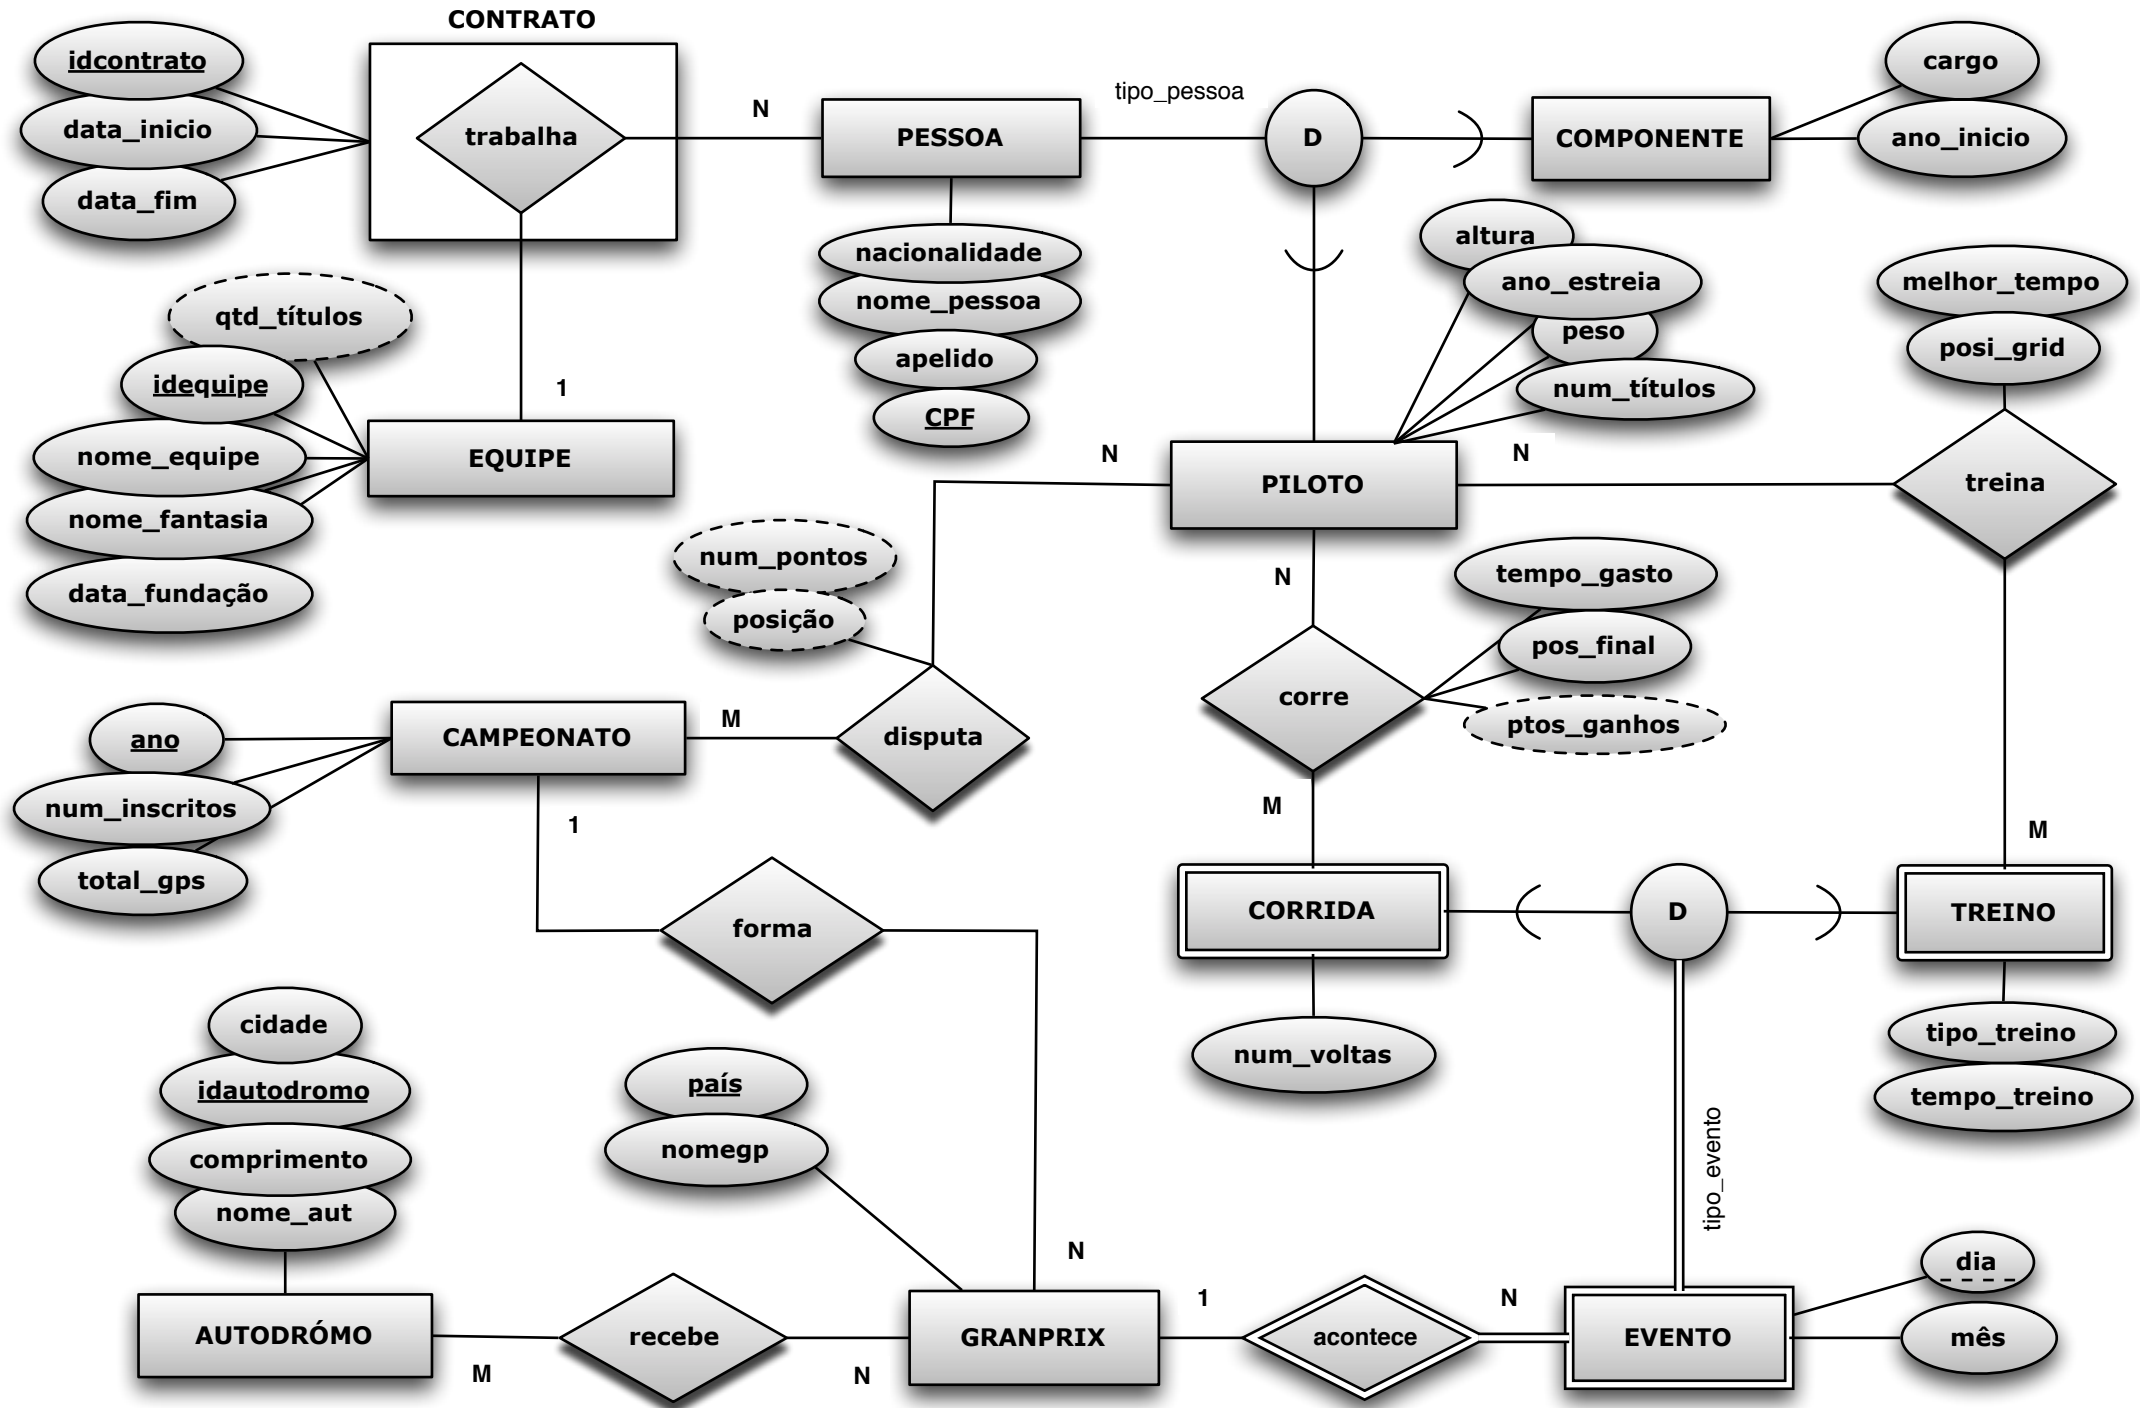 CONTRATO
idcontrato
data_inicio
data_fim
trabalha
N
PESSOA
tipo_pessoa
D
COMPONENTE
cargo
ano_inicio
nacionalidade
nome_pessoa
apelido
CPF
altura
ano_estreia
peso
num_títulos
melhor_tempo
posi_grid
qtd_títulos
idequipe
nome_equipe
nome_fantasia
data_fundação
1
EQUIPE
N
PILOTO
N
treina
num_pontos
posição
N
tempo_gasto
pos_final
ptos_ganhos
corre
ano
num_inscritos
total_gps
CAMPEONATO
M
disputa
1
M
M
forma
CORRIDA
D
TREINO
num_voltas
tipo_treino
tempo_treino
cidade
idautodromo
comprimento
nome_aut
país
nomegp
tipo_evento
N
AUTODRÓMO
M
recebe
N
GRANPRIX
1
acontece
N
EVENTO
dia
mês